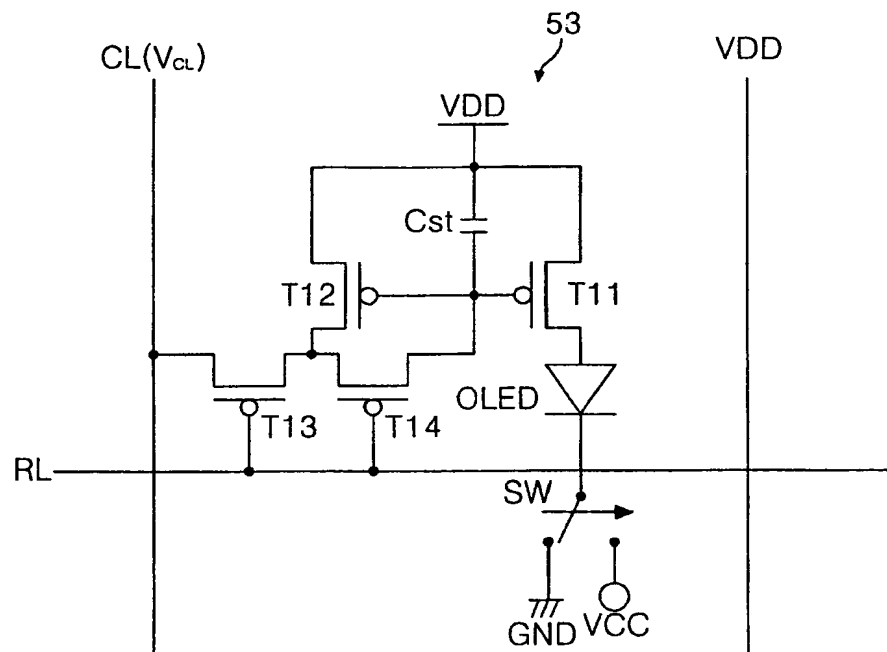 53
CL(VCL)
VDD
VDD
Cst
T12
T11
OLED
T13
T14
RL
SW
GND
VCC